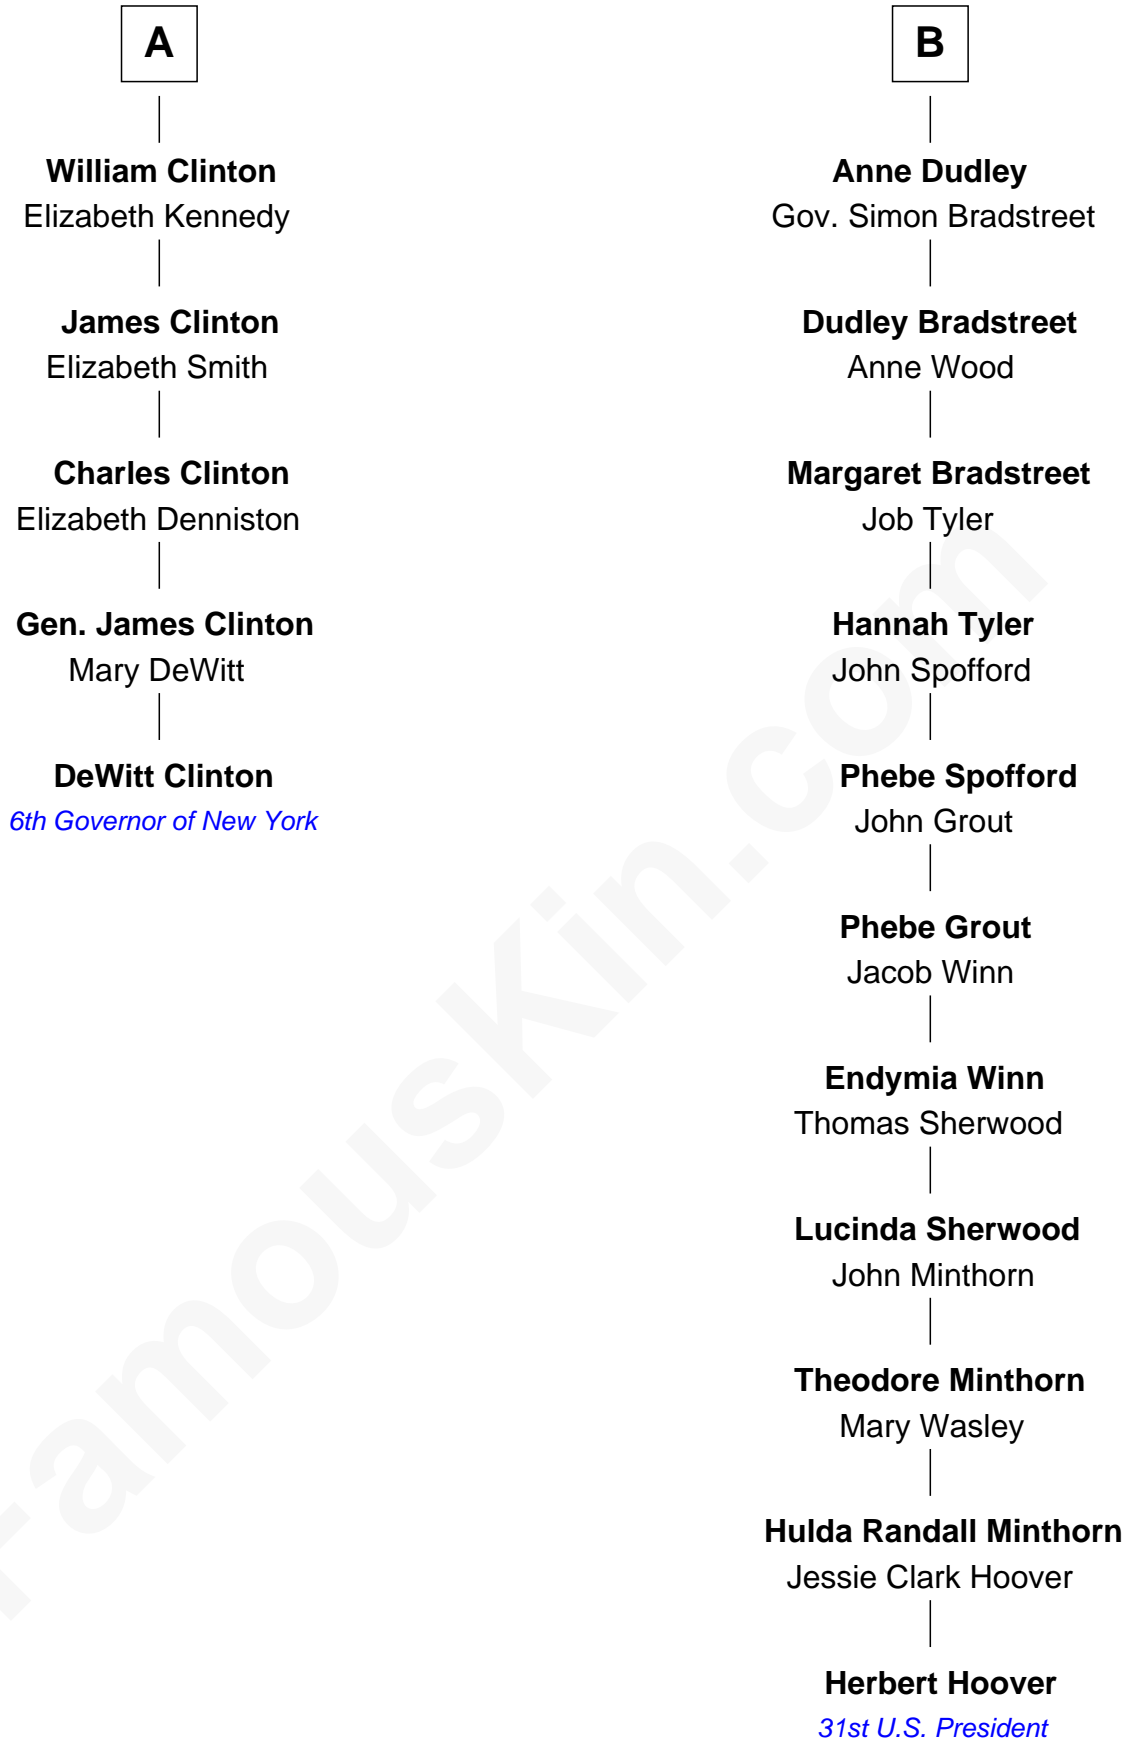 A
William Clinton
Elizabeth Kennedy
James Clinton
Elizabeth Smith
Charles Clinton
Elizabeth Denniston
Gen. James Clinton
Mary DeWitt
DeWitt Clinton
6th Governor of New York
B
Anne Dudley
Gov. Simon Bradstreet
Dudley Bradstreet
Anne Wood
Margaret Bradstreet
Job Tyler
Hannah Tyler
John Spofford
Phebe Spofford
John Grout
Phebe Grout
Jacob Winn
Endymia Winn
Thomas Sherwood
Lucinda Sherwood
John Minthorn
Theodore Minthorn
Mary Wasley
Hulda Randall Minthorn
Jessie Clark Hoover
Herbert Hoover
31st U.S. President
FamousKin.com